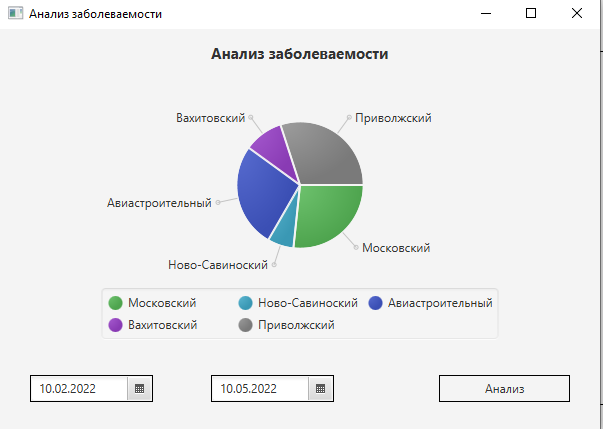 Анализ заболеваемости
Анализ заболеваемости
Вахитовский
Приволжский
Авиастроительный
Московский
Ново-Савиноский
Московский Ново-Савиноский Авиастроительный
Вахитовский Приволжский
10.02.2022 10.05.2022 Анализ